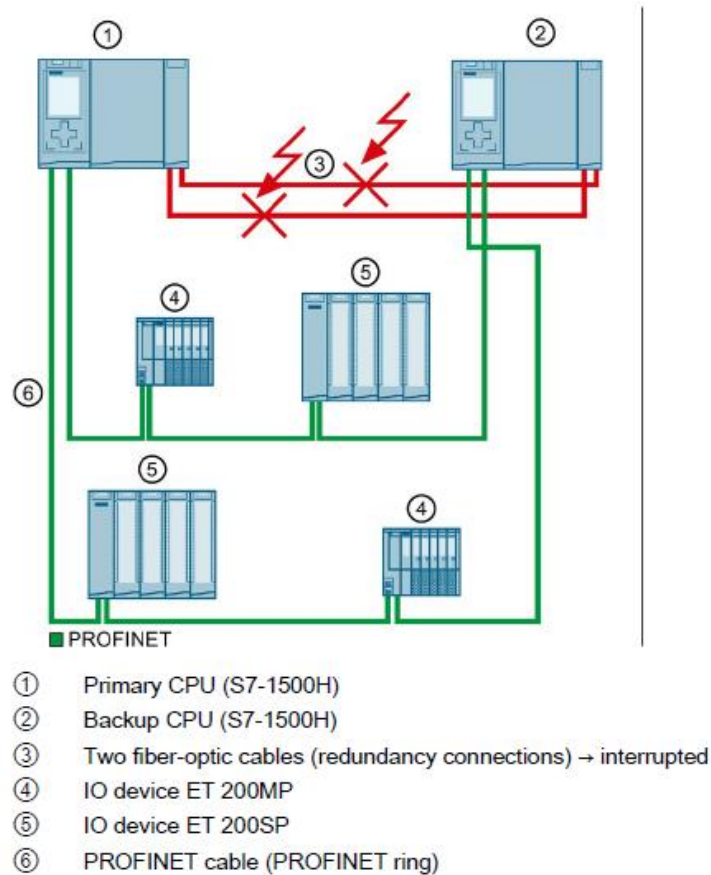 ① ②
③
④ ⑤
⑥
⑤ ④
PROFINET
① Primary CPU (S7-1500H)
② Backup CPU (S7-1500H)
③ Two fiber-optic cables (redundancy connections) → interrupted
④ IO device ET 200MP
⑤ IO device ET 200SP
⑥ PROFINET cable (PROFINET ring)